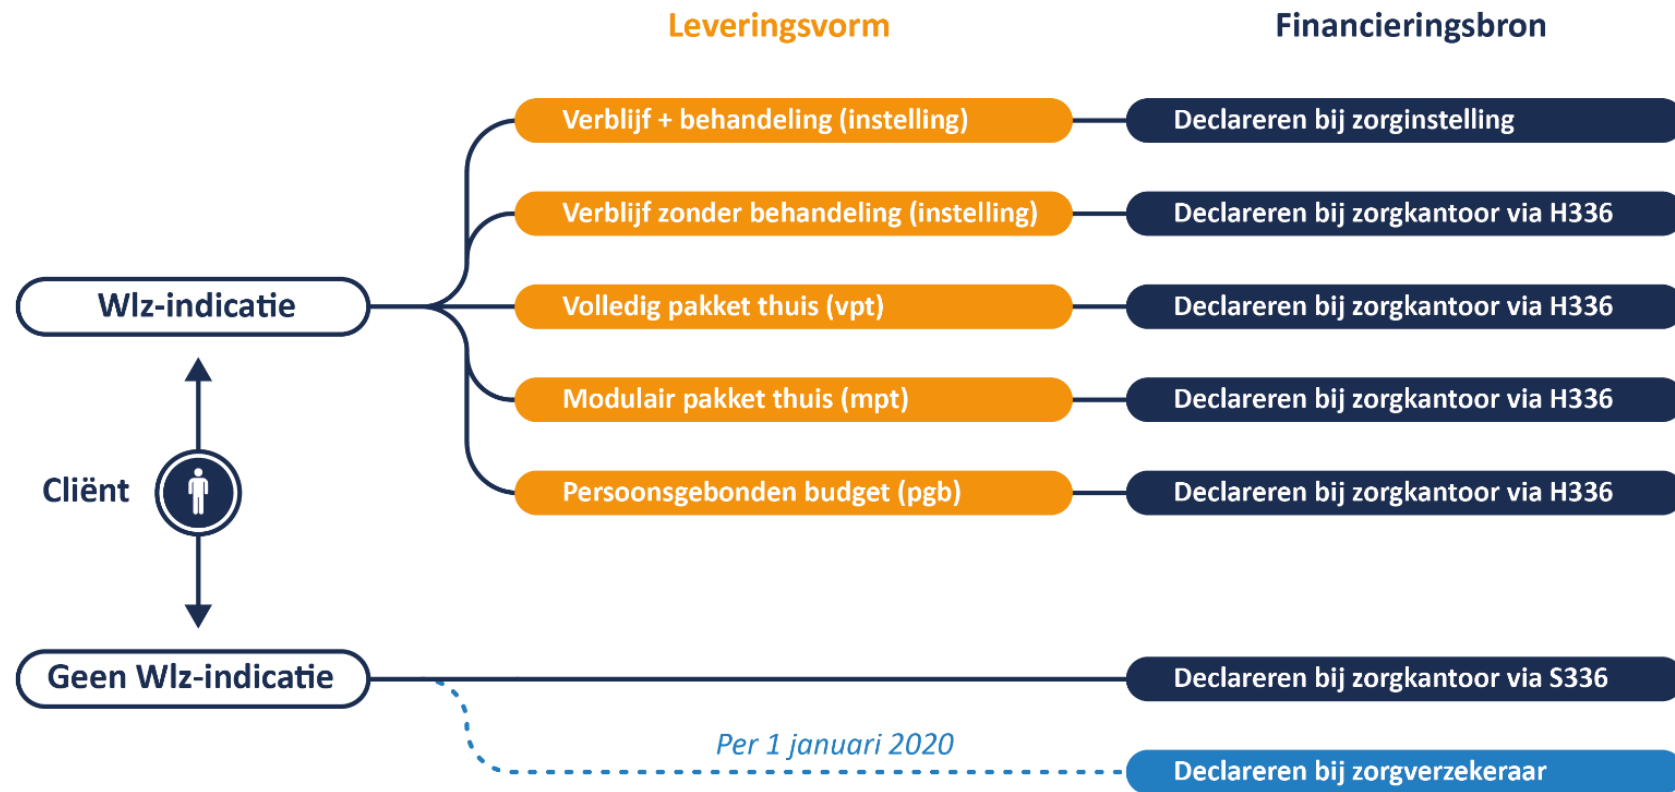 Leveringsvorm
Financieringsbron
Verblijf + behandeling (instelling)
Declareren bij zorginstelling
Verblijf zonder behandeling (instelling)
Declareren bij zorgkantoor via H336
Wlz-indicatie
Volledig pakket thuis (vpt)
Declareren bij zorgkantoor via H336
Modulair pakket thuis (mpt)
Declareren bij zorgkantoor via H336
Cliënt
Persoonsgebonden budget (pgb)
Declareren bij zorgkantoor via H336
Geen Wlz-indicatie
Declareren bij zorgkantoor via S336
Per 1 januari 2020
Declareren bij zorgverzekeraar